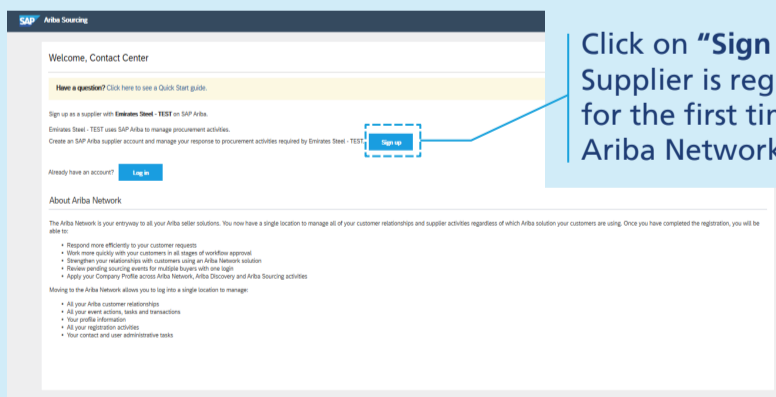 SAP Ariba Sourcing
Welcome, Contact Center
Have a question? Click here to see a Quick Start guide.
Sign up as a supplier with Emirates Steel - TEST on SAP Ariba.
Emirates Steel - TEST uses SAP Ariba to manage procurement activities.
Create an SAP Ariba supplier account and manage your response to procurement activities required by Emirates Steel - TEST.
Sign up
Already have an account?
Log in
About Ariba Network
The Ariba Network is your entryway to all your Ariba seller solutions. You now have a single location to manage all of your customer relationships and supplier activities regardless of which Ariba solution your customers are using. Once you have completed the registration, you will be
able to:
• Respond more efficiently to your customer requests
• Work more quickly with your customers in all stages of workflow approval
• Strengthen your relationships with customers using an Ariba Network solution
• Review pending sourcing events for multiple buyers with one login
• Apply your Company Profile across Ariba Network, Ariba Discovery and Ariba Sourcing activities
Moving to the Ariba Network allows you to log into a single location to manage:
• All your Ariba customer relationships
• All your event actions, tasks and transactions
• Your profile information
• All your registration activities
• Your contact and user administrative tasks
Click on "Sign
Supplier is reg
for the first tim
Ariba Network